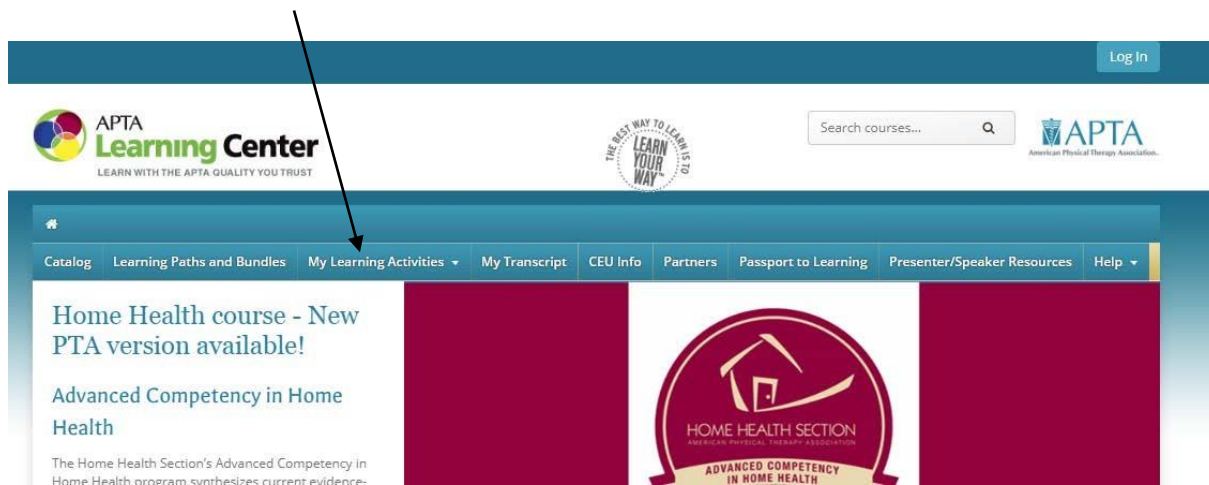 Log In
APTA
Learning Center
LEARN WITH THE APTA QUALITY YOU TRUST
THE BEST WAY TO LEARN IS TO
LEARN
YOUR
WAY™
Search courses...
APTA
American Physical Therapy Association.
Catalog Learning Paths and Bundles My Learning Activities My Transcript CEU Info Partners Passport to Learning Presenter/Speaker Resources Help
Home Health course - New
PTA version available!
Advanced Competency in Home
Health
The Home Health Section's Advanced Competency in
Home Health program synthesizes current evidence-
HOME HEALTH SECTION
AMERICAN PHYSICAL THERAPY ASSOCIATION
ADVANCED COMPETENCY
IN HOME HEALTH